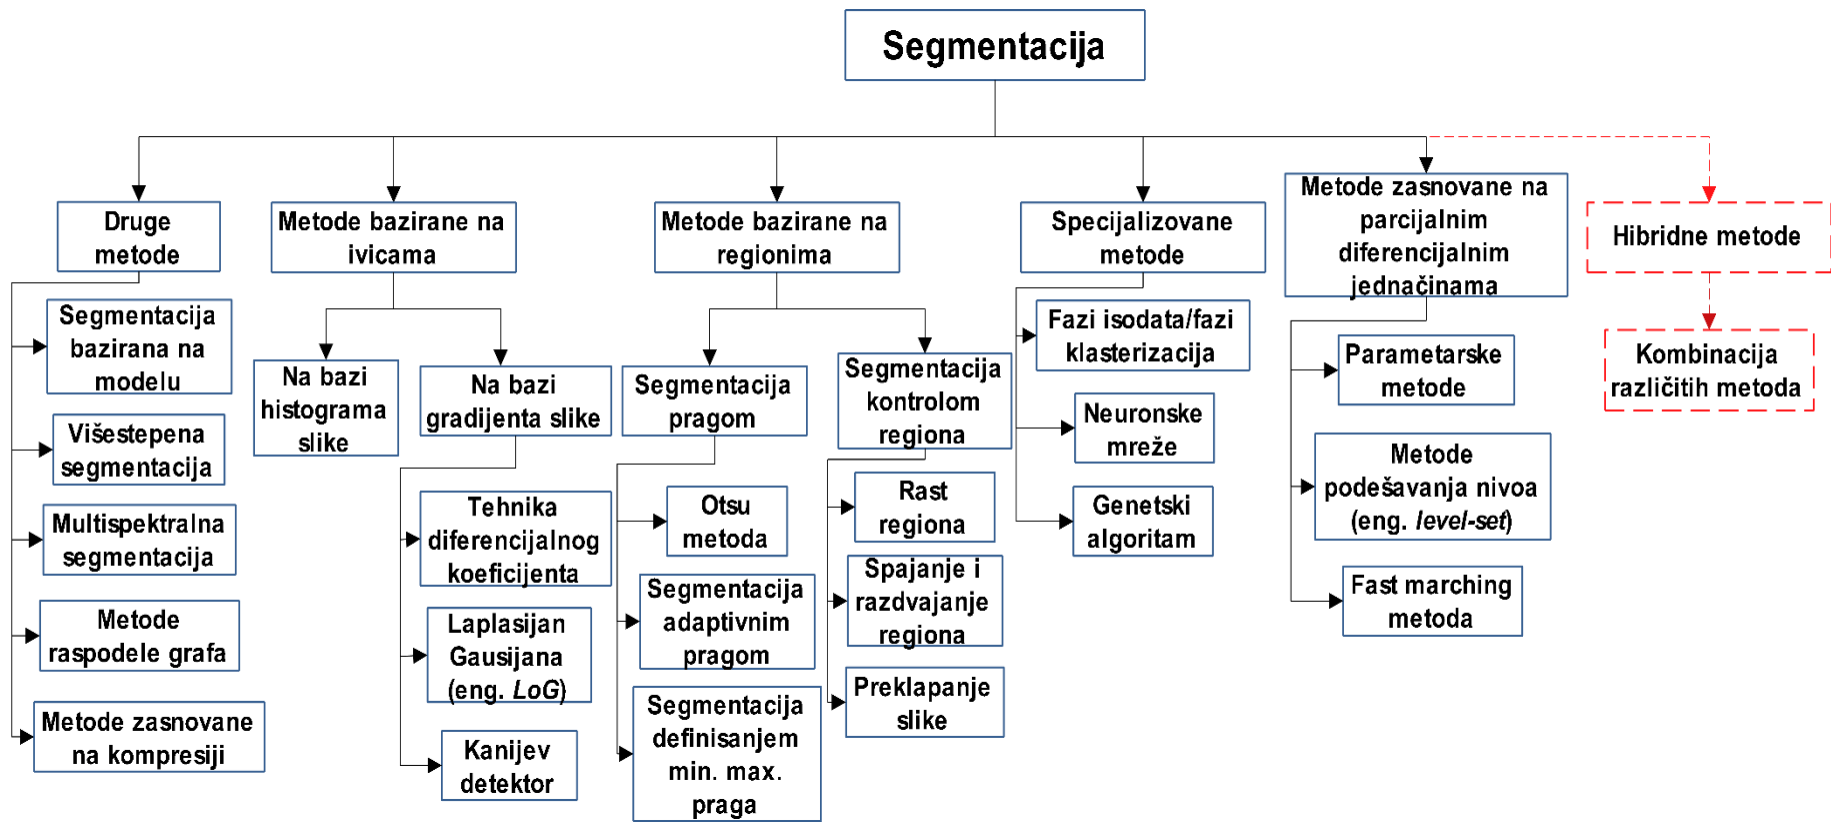 Segmentacija
Druge
metode
Segmentacija
bazirana na
modelu
Višestepena
segmentacija
Multispektralna
segmentacija
Metode
raspodele grafa
Metode zasnovane
na kompresiji
Metode bazirane na
ivicama
Na bazi
histograma
slike
Na bazi
gradijenta slike
Tehnika
diferencijalnog
koeficijenta
Laplasijan
Gausijana
(eng. LoG)
Kanijev
detektor
Metode bazirane na
regionima
Segmentacija
pragom
Otsu
metoda
Segmentacija
adaptivnim
pragom
Segmentacija
definisanjem
min. max.
praga
Segmentacija
kontrolom
regiona
Rast
regiona
Spajanje i
razdvajanje
regiona
Preklapanje
slike
Specijalizovane
metode
Fazi isodata/fazi
klasterizacija
Neuronske
mreže
Genetski
algoritam
Metode zasnovane na
parcijalnim
diferencijalnim
jednačinama
Parametarske
metode
Metode
podešavanja nivoa
(eng. level-set)
Fast marching
metoda
Hibridne metode
Kombinacija
različitih metoda